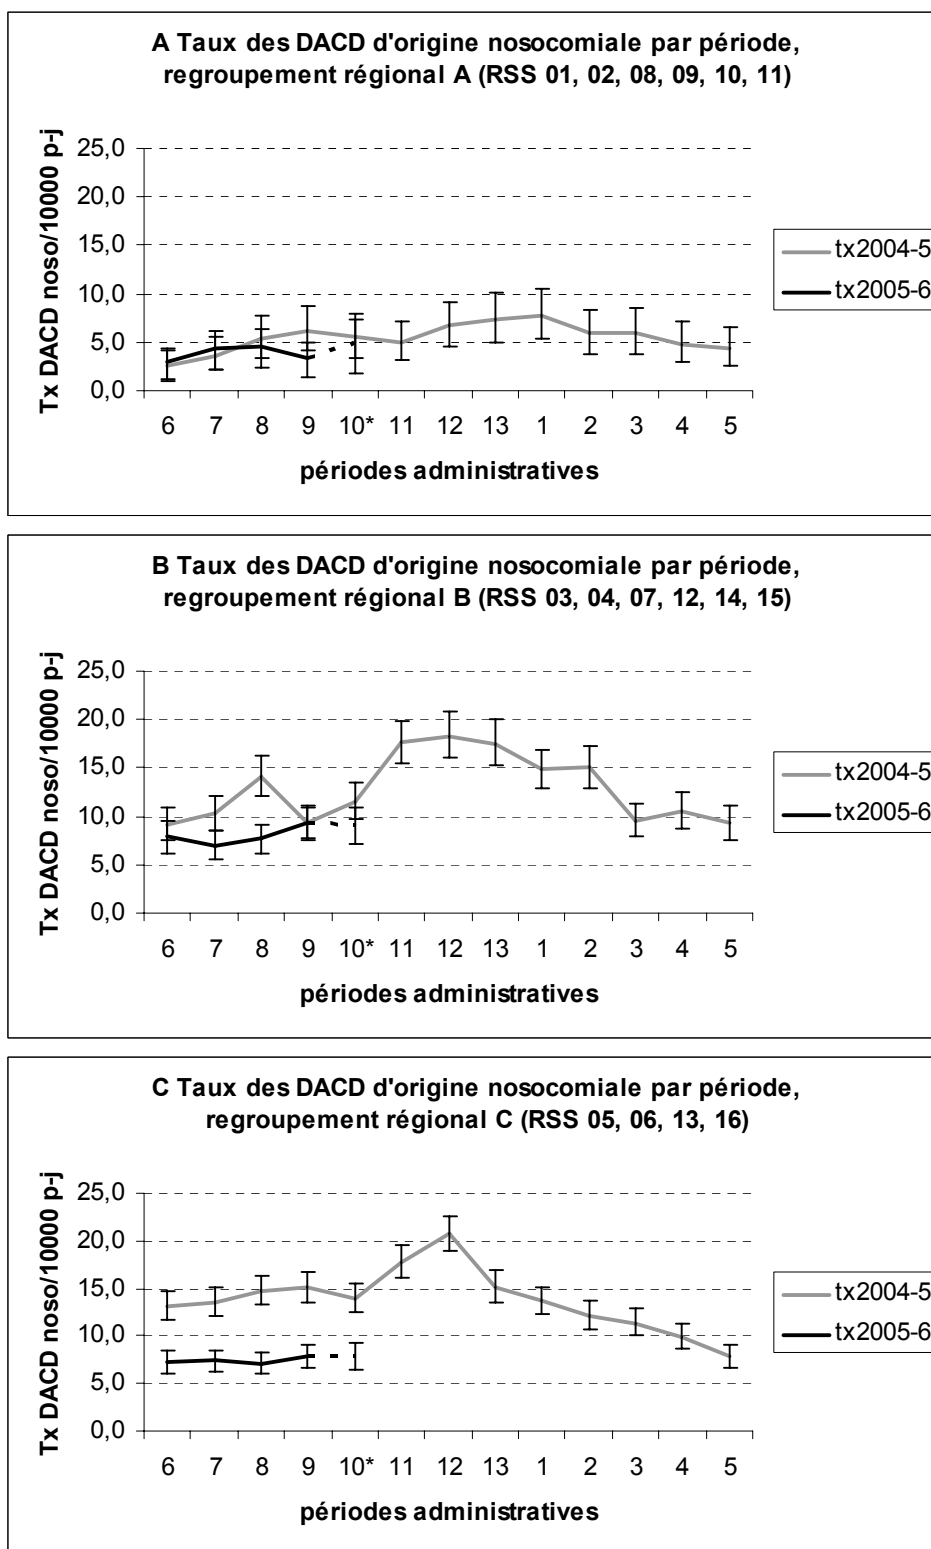 A Taux des DACD d'origine nosocomiale par période,
regroupement régional A (RSS 01, 02, 08, 09, 10, 11)
Tx DACD noso/10000 p-j
25,0
20,0
15,0
10,0
5,0
0,0
6 7 8 9 10* 11 12 13 1 2 3 4 5
périodes administratives
tx2004-5
tx2005-6
B Taux des DACD d'origine nosocomiale par période,
regroupement régional B (RSS 03, 04, 07, 12, 14, 15)
Tx DACD noso/10000 p-j
25,0
20,0
15,0
10,0
5,0
0,0
6 7 8 9 10* 11 12 13 1 2 3 4 5
périodes administratives
tx2004-5
tx2005-6
C Taux des DACD d'origine nosocomiale par période,
regroupement régional C (RSS 05, 06, 13, 16)
Tx DACD noso/10000 p-j
25,0
20,0
15,0
10,0
5,0
0,0
6 7 8 9 10* 11 12 13 1 2 3 4 5
périodes administratives
tx2004-5
tx2005-6